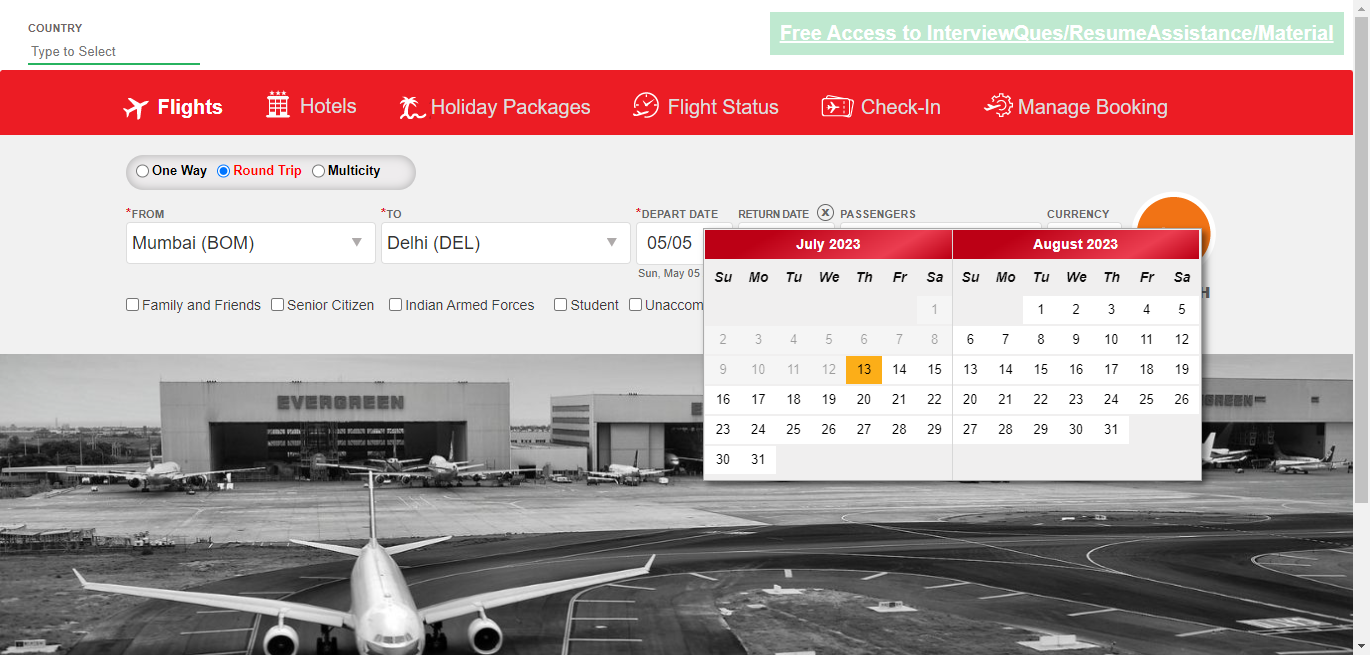 COUNTRY
Type to Select
Free Access to InterviewQues/ResumeAssistance/Material
Flights Hotels Holiday Packages Flight Status Check-In Manage Booking
One Way Round Trip Multicity
*FROM *TO *DEPART DATE RETURN DATE X PASSENGERS CURRENCY
Mumbai (BOM) Delhi (DEL) 05/05
Sun, May 05
Family and Friends Senior Citizen Indian Armed Forces Student Unaccom
July 2023
Su Mo Tu We Th Fr Sa
1
2 3 4 5 6 7 8
9 10 11 12 13 14 15
16 17 18 19 20 21 22
23 24 25 26 27 28 29
30 31
August 2023
Su Mo Tu We Th Fr Sa
1 2 3 4 5
6 7 8 9 10 11 12
13 14 15 16 17 18 19
20 21 22 23 24 25 26
27 28 29 30 31
H
EVERGREEN